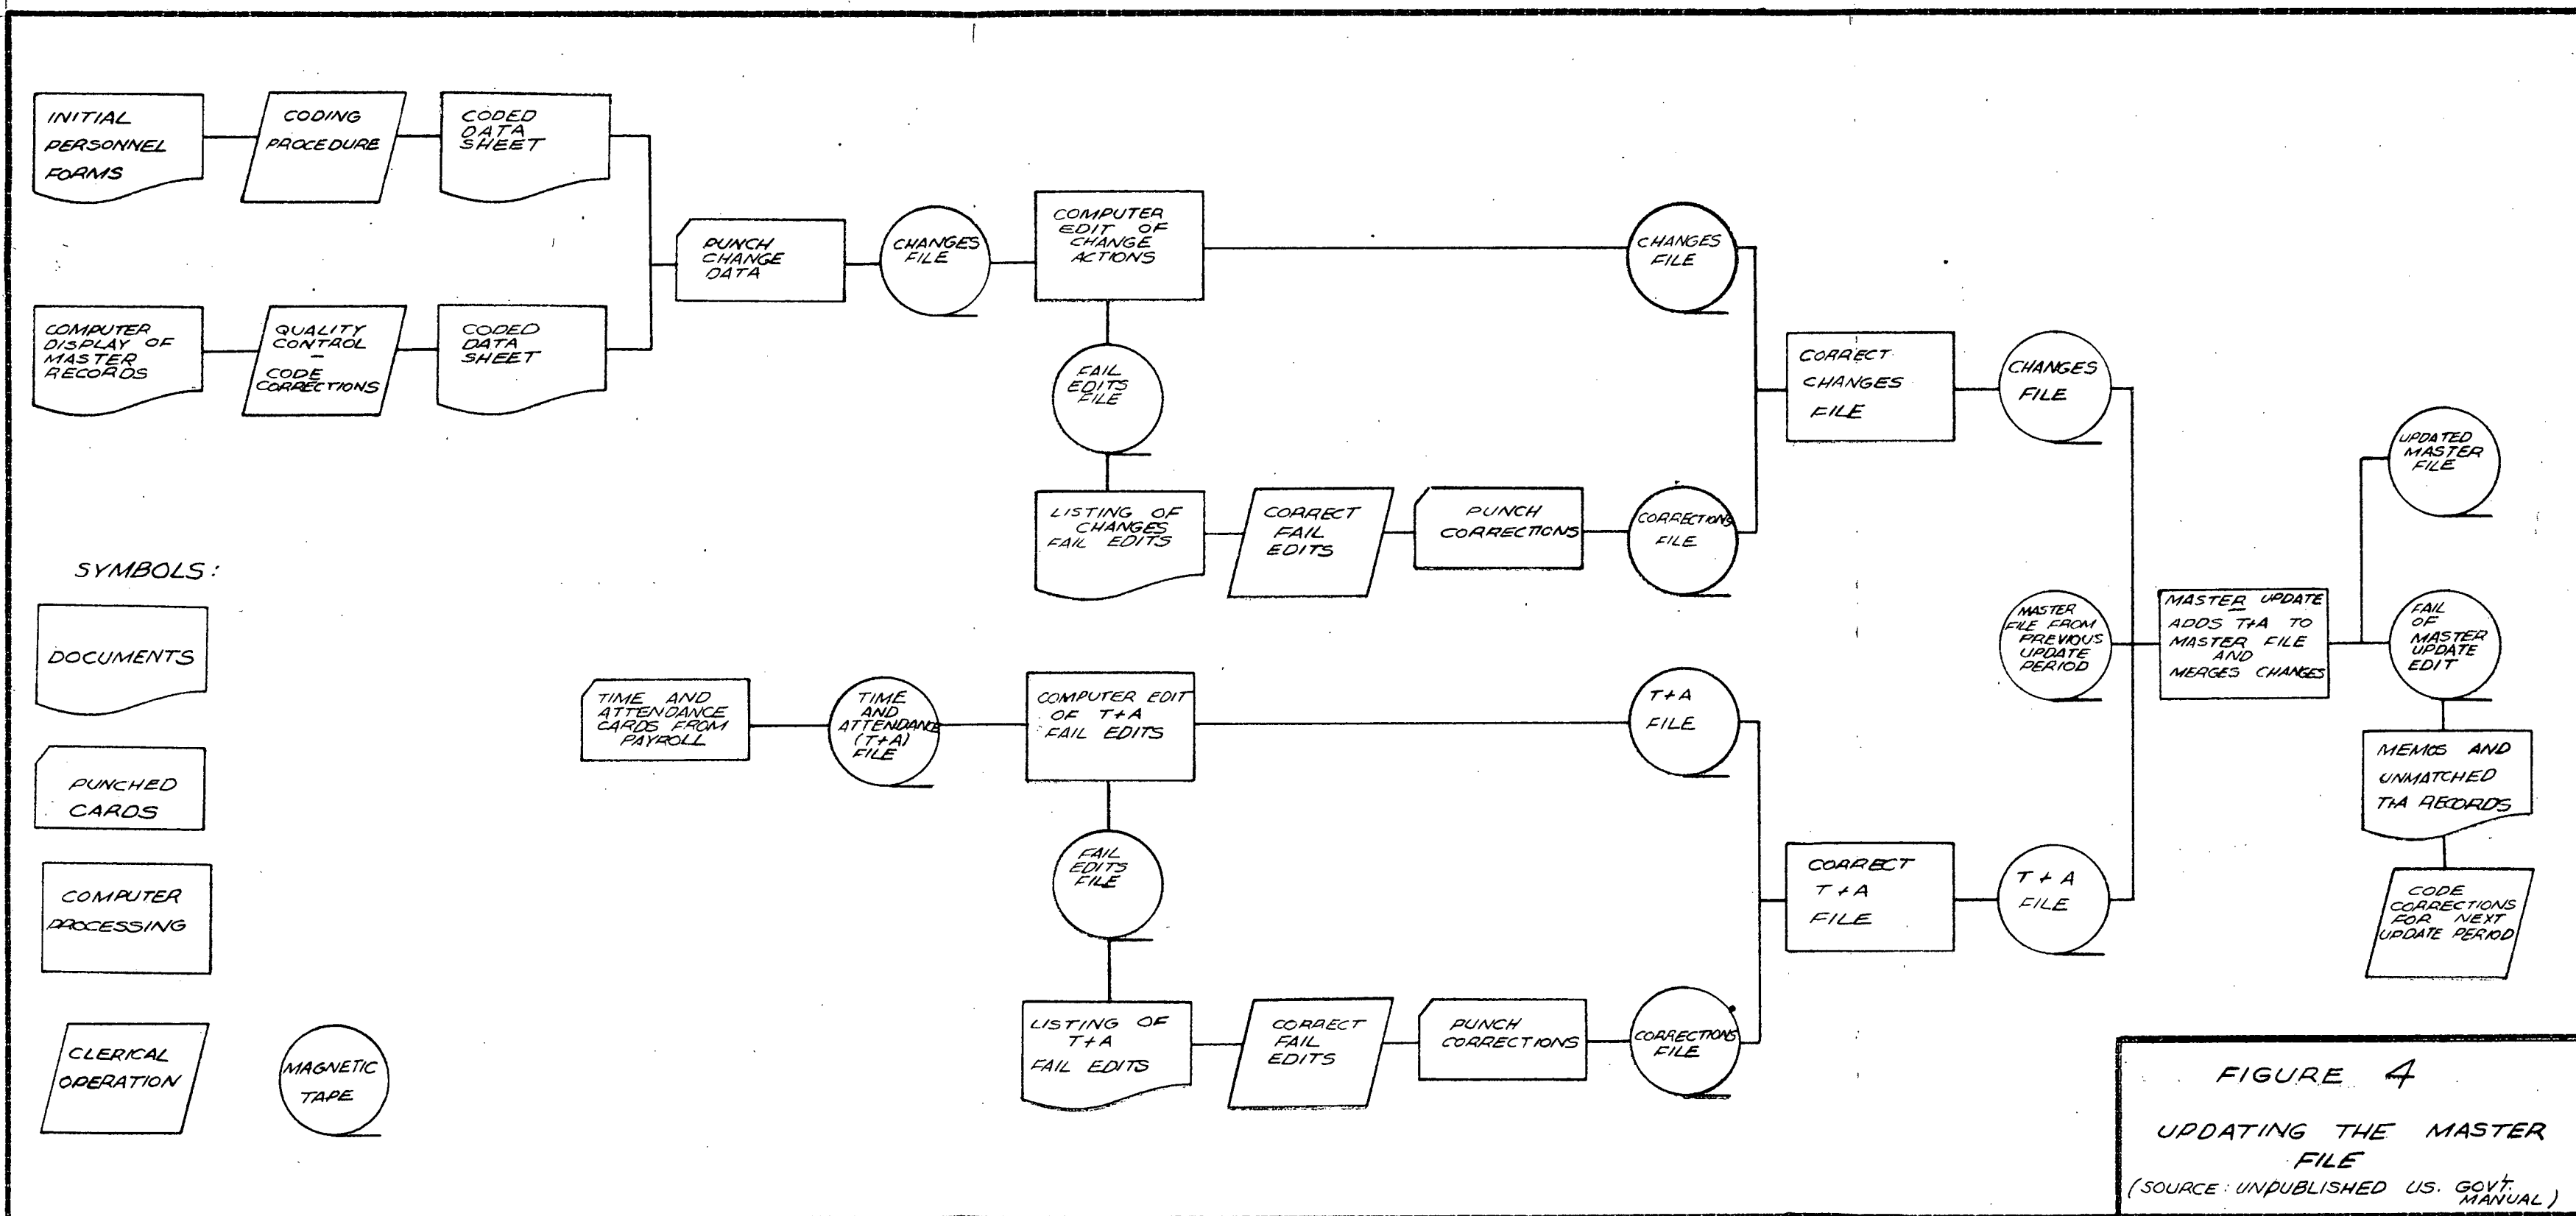 INITIAL
PERSONNEL
FORMS
CODING
PROCEDURE
CODED
DATA
SHEET
COMPUTER
DISPLAY OF
MASTER
RECORDS
QUALITY
CONTROL
-
CODE
CORRECTIONS
CODED
DATA
SHEET
PUNCH
CHANGE
DATA
CHANGES
FILE
COMPUTER
EDIT OF
CHANGE
ACTIONS
FAIL
EDITS
FILE
LISTING OF
CHANGES
FAIL EDITS
CORRECT
FAIL
EDITS
PUNCH
CORRECTIONS
CORRECTIONS
FILE
CHANGES
FILE
CORRECT
CHANGES
FILE
CHANGES
FILE
SYMBOLS:
DOCUMENTS
PUNCHED
CARDS
COMPUTER
PROCESSING
CLERICAL
OPERATION
MAGNETIC
TAPE
TIME AND
ATTENDANCE
CARDS FROM
PAYROLL
TIME
AND
ATTENDANCE
(T+A)
FILE
COMPUTER EDIT
OF T+A
FAIL EDITS
FAIL
EDITS
FILE
LISTING OF
T+A
FAIL EDITS
CORRECT
FAIL
EDITS
PUNCH
CORRECTIONS
CORRECTIONS
FILE
T+A
FILE
CORRECT
T+A
FILE
T+A
FILE
MASTER
FILE FROM
PREVIOUS
UPDATE
PERIOD
MASTER UPDATE
ADDS T+A TO
MASTER FILE
AND
MERGES CHANGES
UPDATED
MASTER
FILE
FAIL
OF
MASTER
UPDATE
EDIT
MEMOS AND
UNMATCHED
T+A RECORDS
CODE
CORRECTIONS
FOR NEXT
UPDATE PERIOD
FIGURE 4
UPDATING THE MASTER
FILE
(SOURCE: UNPUBLISHED US. GOVT.
MANUAL)